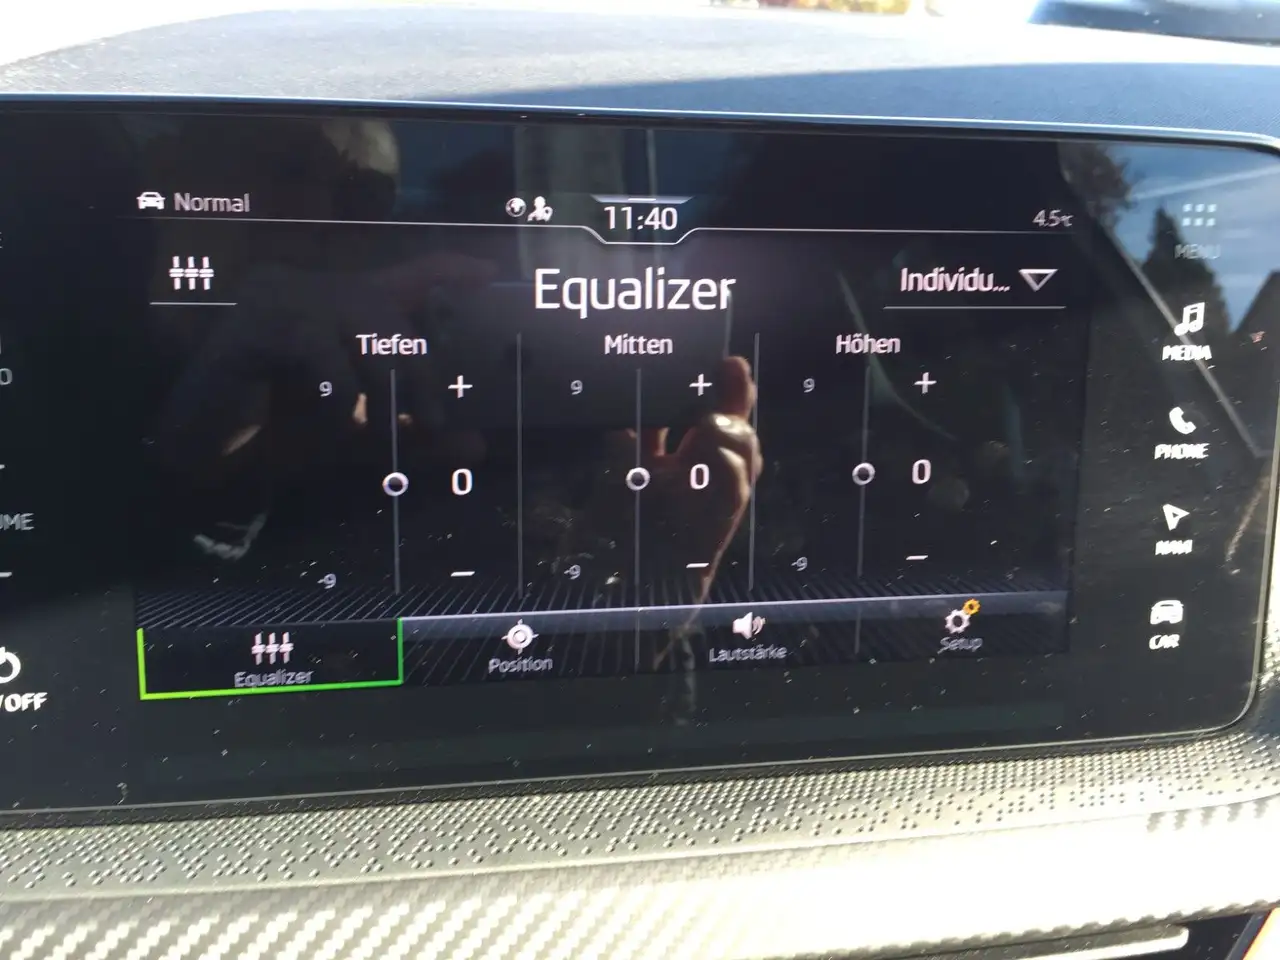 Normal
11:40
4.5°C
MENU
Equalizer
Individu...
Tiefen
Mitten
Höhen
9
+
9
+
9
+
MEDIA
PHONE
0
0
0
NAVI
-9
−
-9
−
-9
−
CAR
Equalizer
Position
Lautstärke
Setup
/OFF